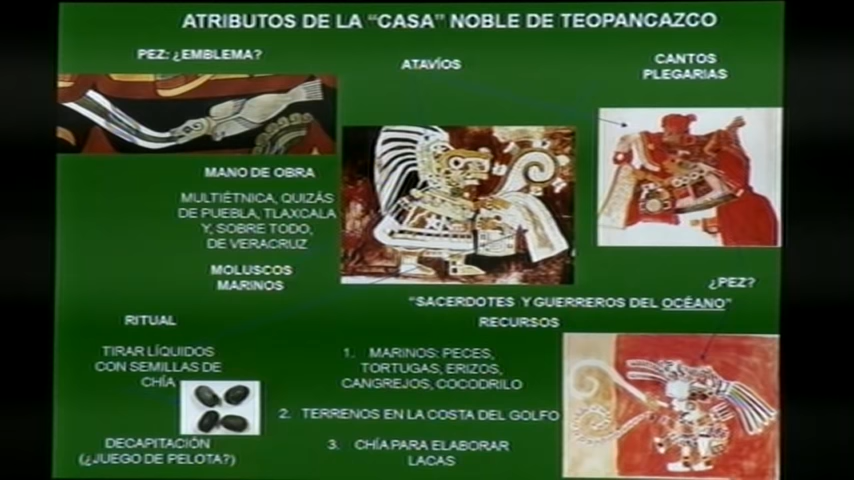 ATRIBUTOS DE LA “CASA” NOBLE DE TEOPANCAZCO
PEZ: ¿EMBLEMA?
ATAVÍOS
CANTOS
PLEGARIAS
MANO DE OBRA
MULTIÉTNICA, QUIZÁS
DE PUEBLA, TLAXCALA
Y, SOBRE TODO,
DE VERACRUZ
MOLUSCOS
MARINOS
¿PEZ?
“SACERDOTES Y GUERREROS DEL OCÉANO”
RITUAL
RECURSOS
TIRAR LÍQUIDOS
CON SEMILLAS DE
CHÍA
1. MARINOS: PECES,
TORTUGAS, ERIZOS,
CANGREJOS, COCODRILO
2. TERRENOS EN LA COSTA DEL GOLFO
DECAPITACIÓN
(¿JUEGO DE PELOTA?)
3. CHÍA PARA ELABORAR
LACAS